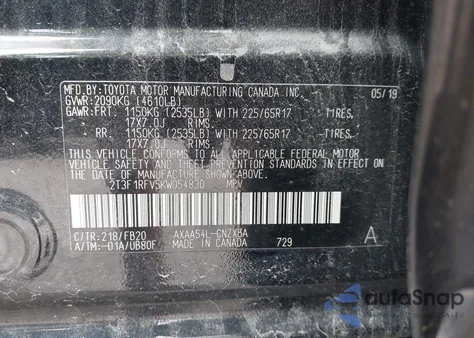 MFD.BY:TOYOTA MOTOR MANUFACTURING CANADA INC. 05/19
GVWR:2090KG (4610LB)
GAWR:FRT. 1150KG (2535LB) WITH 225/65R17 TIRES,
17X7.0J RIMS
RR. 1150KG (2535LB) WITH 225/65R17 TIRES,
17X7.0J RIMS
THIS VEHICLE CONFORMS TO ALL APPLICABLE FEDERAL MOTOR
VEHICLE SAFETY, BUMPER, AND THEFT PREVENTION STANDARDS IN EFFECT ON
THE DATE OF MANUFACTURE SHOWN ABOVE.
2T3F1RFV5KW054830 MPV
C/TR:218/FB20 AXAA54L-CNZXBA A
A/TM:-01A/UB80F MADE IN CANADA 729
autoSnap